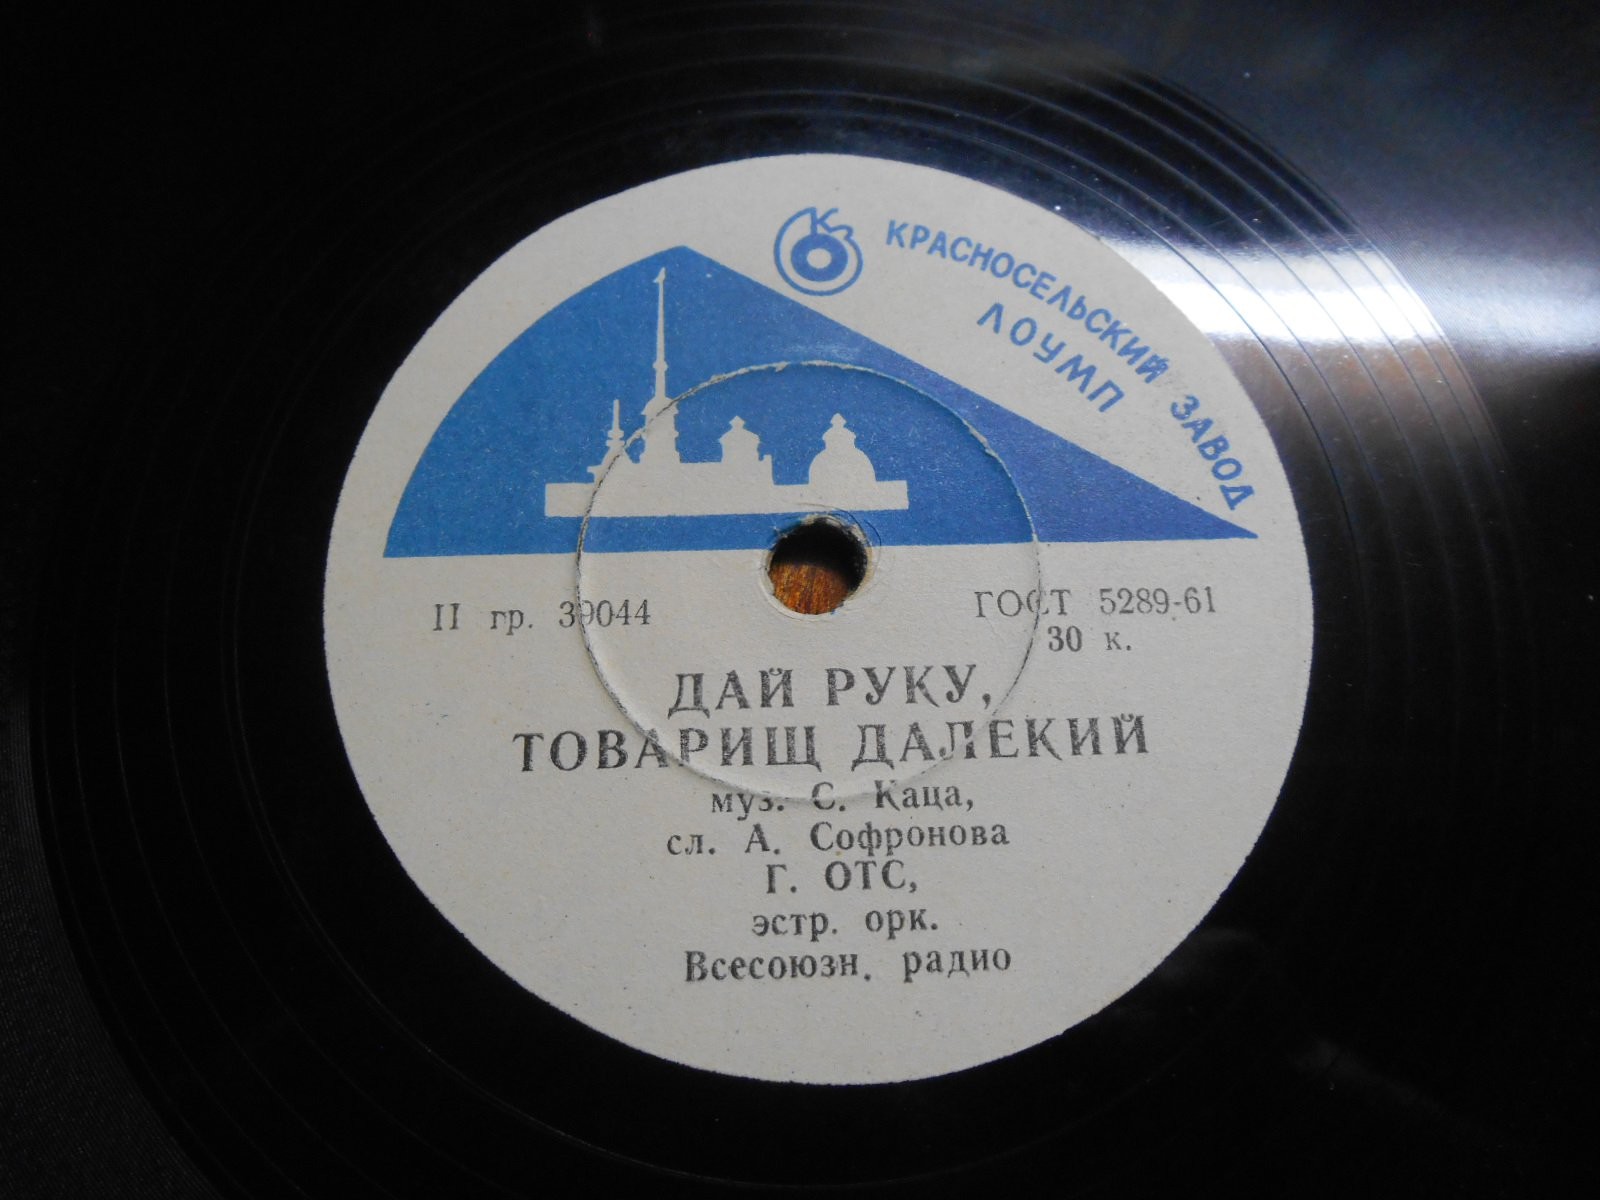 КРАСНОСЕЛЬСКИЙ ЗАВОД
ЛОУМП
II гр. 39044
ГОСТ 5289-61
30 к.
ДАЙ РУКУ,
ТОВАРИЩ ДАЛЕКИЙ
муз. С. Каца,
сл. А. Софронова
Г. ОТС,
эстр. орк.
Всесоюзн. радио